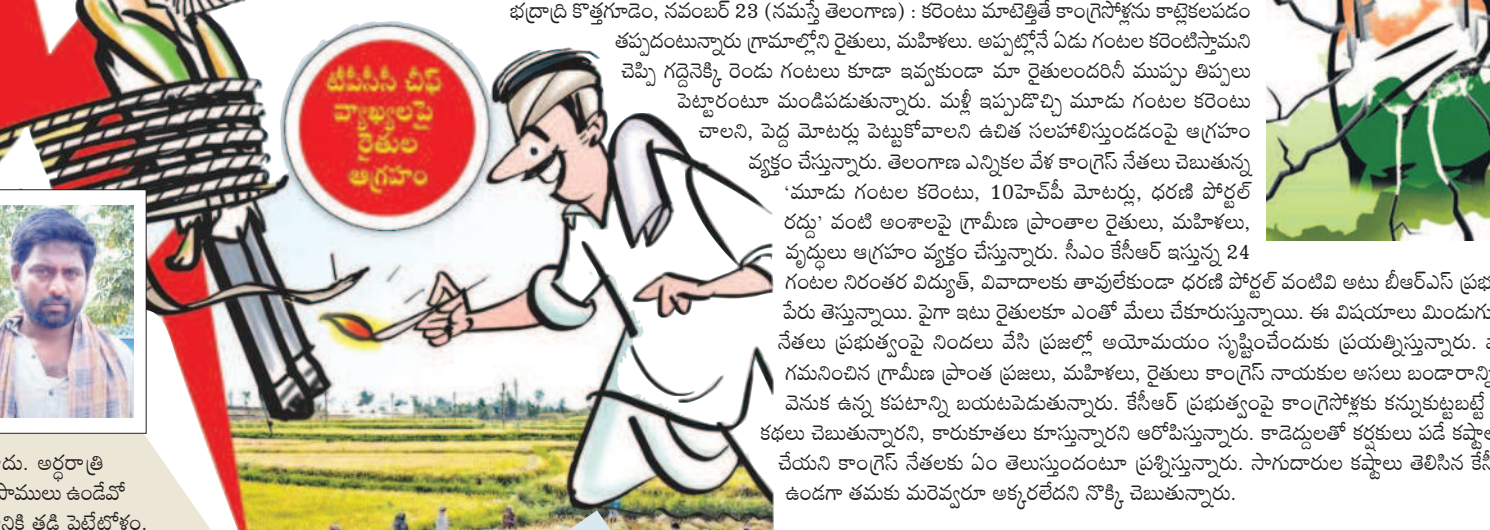 టీపీసీసీ చీఫ్
వ్యాఖ్యలపై
రైతుల
ఆగ్రహం
భద్రాద్రి కొత్తగూడెం, నవంబర్ 23 (నమస్తే తెలంగాణ) : కరెంటు మాటెత్తితే కాంగ్రెసోళ్లను కాట్లెకలపడం
తప్పదంటున్నారు గ్రామాల్లోని రైతులు, మహిళలు. అప్పట్లోనే ఏడు గంటల కరెంటిస్తామని
చెప్పి గద్దెనెక్కి రెండు గంటలు కూడా ఇవ్వకుండా మా రైతులందరినీ ముప్పు తిప్పలు
పెట్టారంటూ మండిపడుతున్నారు. మళ్లీ ఇప్పుడొచ్చి మూడు గంటల కరెంటు
చాలని, పెద్ద మోటర్లు పెట్టుకోవాలని ఉచిత సలహాలిస్తుండడంపై ఆగ్రహం
వ్యక్తం చేస్తున్నారు. తెలంగాణ ఎన్నికల వేళ కాంగ్రెస్ నేతలు చెబుతున్న
‘మూడు గంటల కరెంటు, 10హెచ్‌పీ మోటర్లు, ధరణి పోర్టల్
రద్దు’ వంటి అంశాలపై గ్రామీణ ప్రాంతాల రైతులు, మహిళలు,
వృద్ధులు ఆగ్రహం వ్యక్తం చేస్తున్నారు. సీఎం కేసీఆర్ ఇస్తున్న 24
గంటల నిరంతర విద్యుత్, వివాదాలకు తావులేకుండా ధరణి పోర్టల్ వంటివి అటు బీఆర్ఎస్
పేరు తెస్తున్నాయి. పైగా ఇటు రైతులకూ ఎంతో మేలు చేకూరుస్తున్నాయి. ఈ విషయాలు
నేతలు ప్రభుత్వంపై నిందలు వేసి ప్రజల్లో అయోమయం సృష్టించేందుకు ప్రయత్నిస్తున్నారు.
గమనించిన గ్రామీణ ప్రాంత ప్రజలు, మహిళలు, రైతులు కాంగ్రెస్ నాయకుల అసలు
వెనుక ఉన్న కపటాన్ని బయటపెడుతున్నారు. కేసీఆర్ ప్రభుత్వంపై కాంగ్రెసోళ్లకు కన్నుకుట్టబట్టే
కథలు చెబుతున్నారని, కారుకూతలు కూస్తున్నారని ఆరోపిస్తున్నారు. కాడెద్దులతో కర్షకులు పడే
చేయని కాంగ్రెస్ నేతలకు ఏం తెలుస్తుందంటూ ప్రశ్నిస్తున్నారు. సాగుదారుల కష్టాలు తెలిసిన
ఉండగా తమకు మరెవ్వరూ అక్కరలేదని నొక్కి చెబుతున్నారు.
అర్ధరాత్రి
ఉండేవో
తడి పెట్టేటోళం.